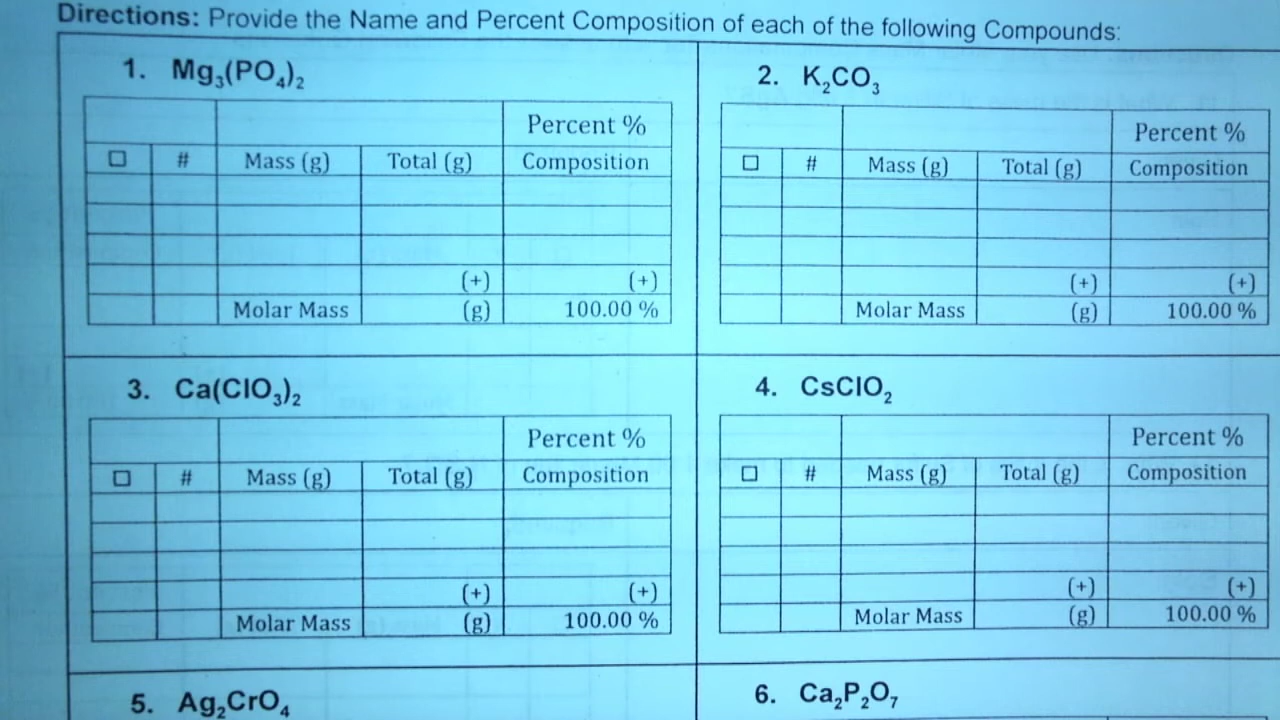 Directions: Provide the Name and Percent Composition of each of the following Compounds:
1. Mg₃(PO₄)₂
Percent %
□ # Mass (g) Total (g) Composition
(+) (+)
Molar Mass (g) 100.00 %
2. K₂CO₃
Percent %
□ # Mass (g) Total (g) Composition
(+) (+)
Molar Mass (g) 100.00 %
3. Ca(ClO₃)₂
Percent %
□ # Mass (g) Total (g) Composition
(+) (+)
Molar Mass (g) 100.00 %
4. CsClO₂
Percent %
□ # Mass (g) Total (g) Composition
(+) (+)
Molar Mass (g) 100.00 %
5. Ag₂CrO₄
6. Ca₂P₂O₇